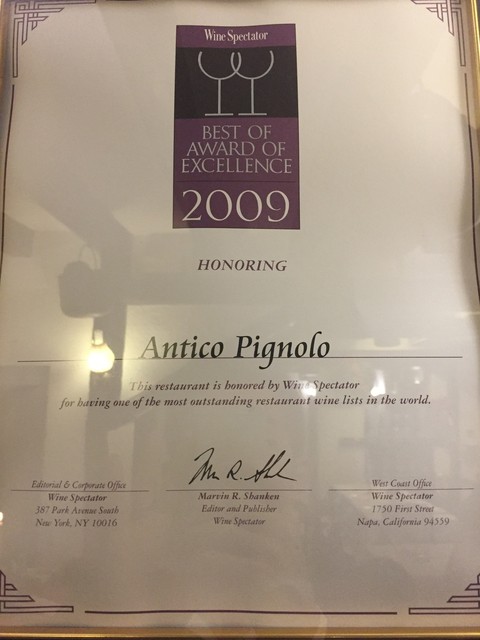 Wine Spectator
BEST OF
AWARD OF
EXCELLENCE
2009
HONORING
Antico Pignolo
This restaurant is honored by Wine Spectator
for having one of the most outstanding restaurant wine lists in the world.
Editorial & Corporate Office
Wine Spectator
387 Park Avenue South
New York, NY 10016
Marvin R. Shanken
Editor and Publisher
Wine Spectator
West Coast Office
Wine Spectator
1750 First Street
Napa, California 94559